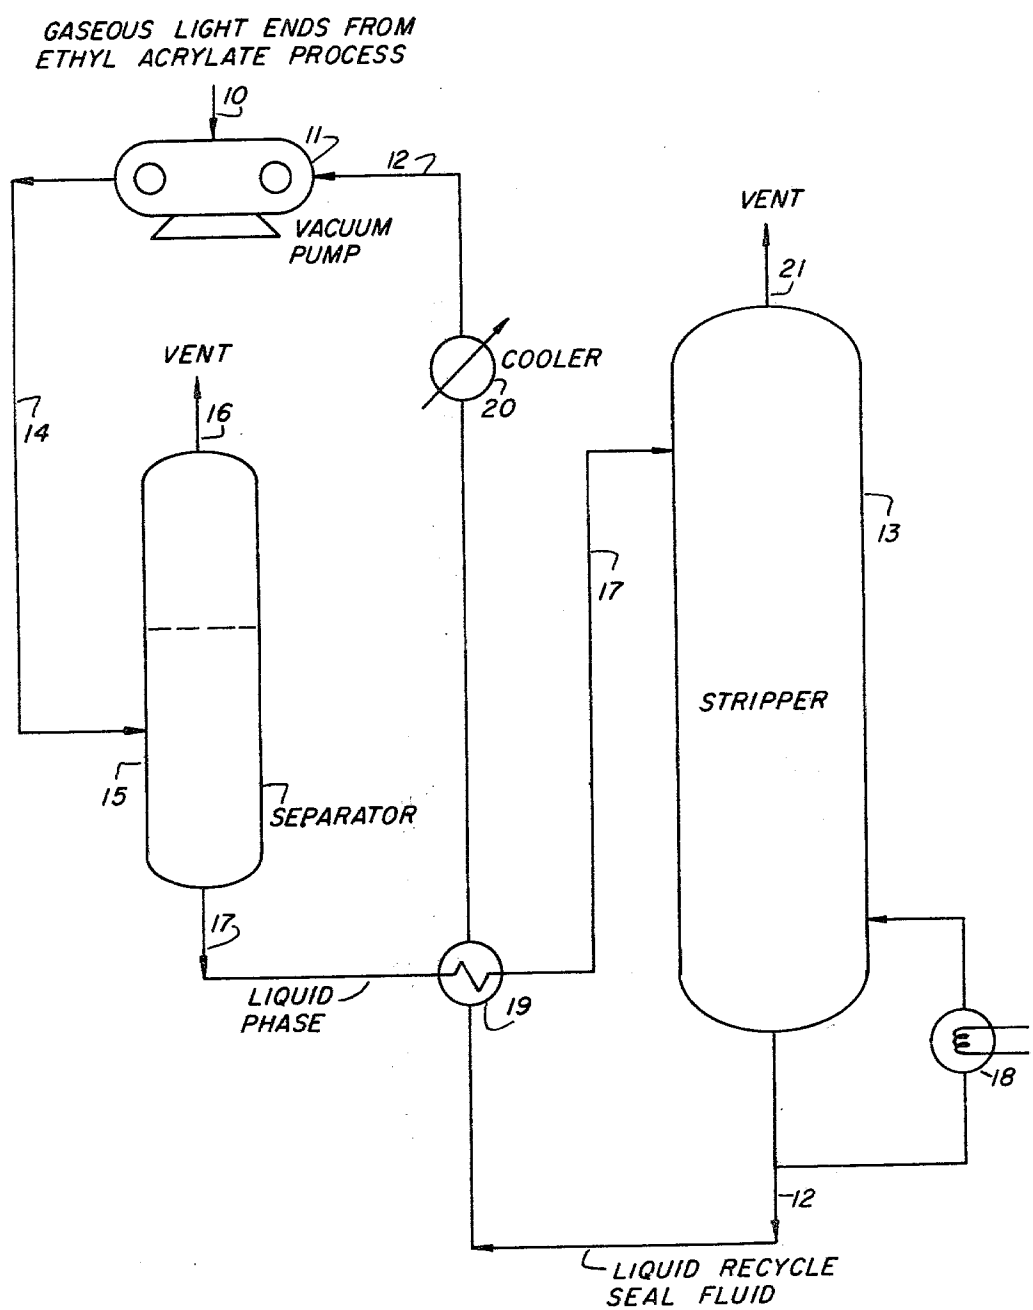 GASEOUS LIGHT ENDS FROM
ETHYL ACRYLATE PROCESS
10
11
12
VACUUM
PUMP
VENT
21
VENT
COOLER
20
16
14
17
13
STRIPPER
15
SEPARATOR
17
LIQUID
PHASE
19
18
12
LIQUID RECYCLE
SEAL FLUID